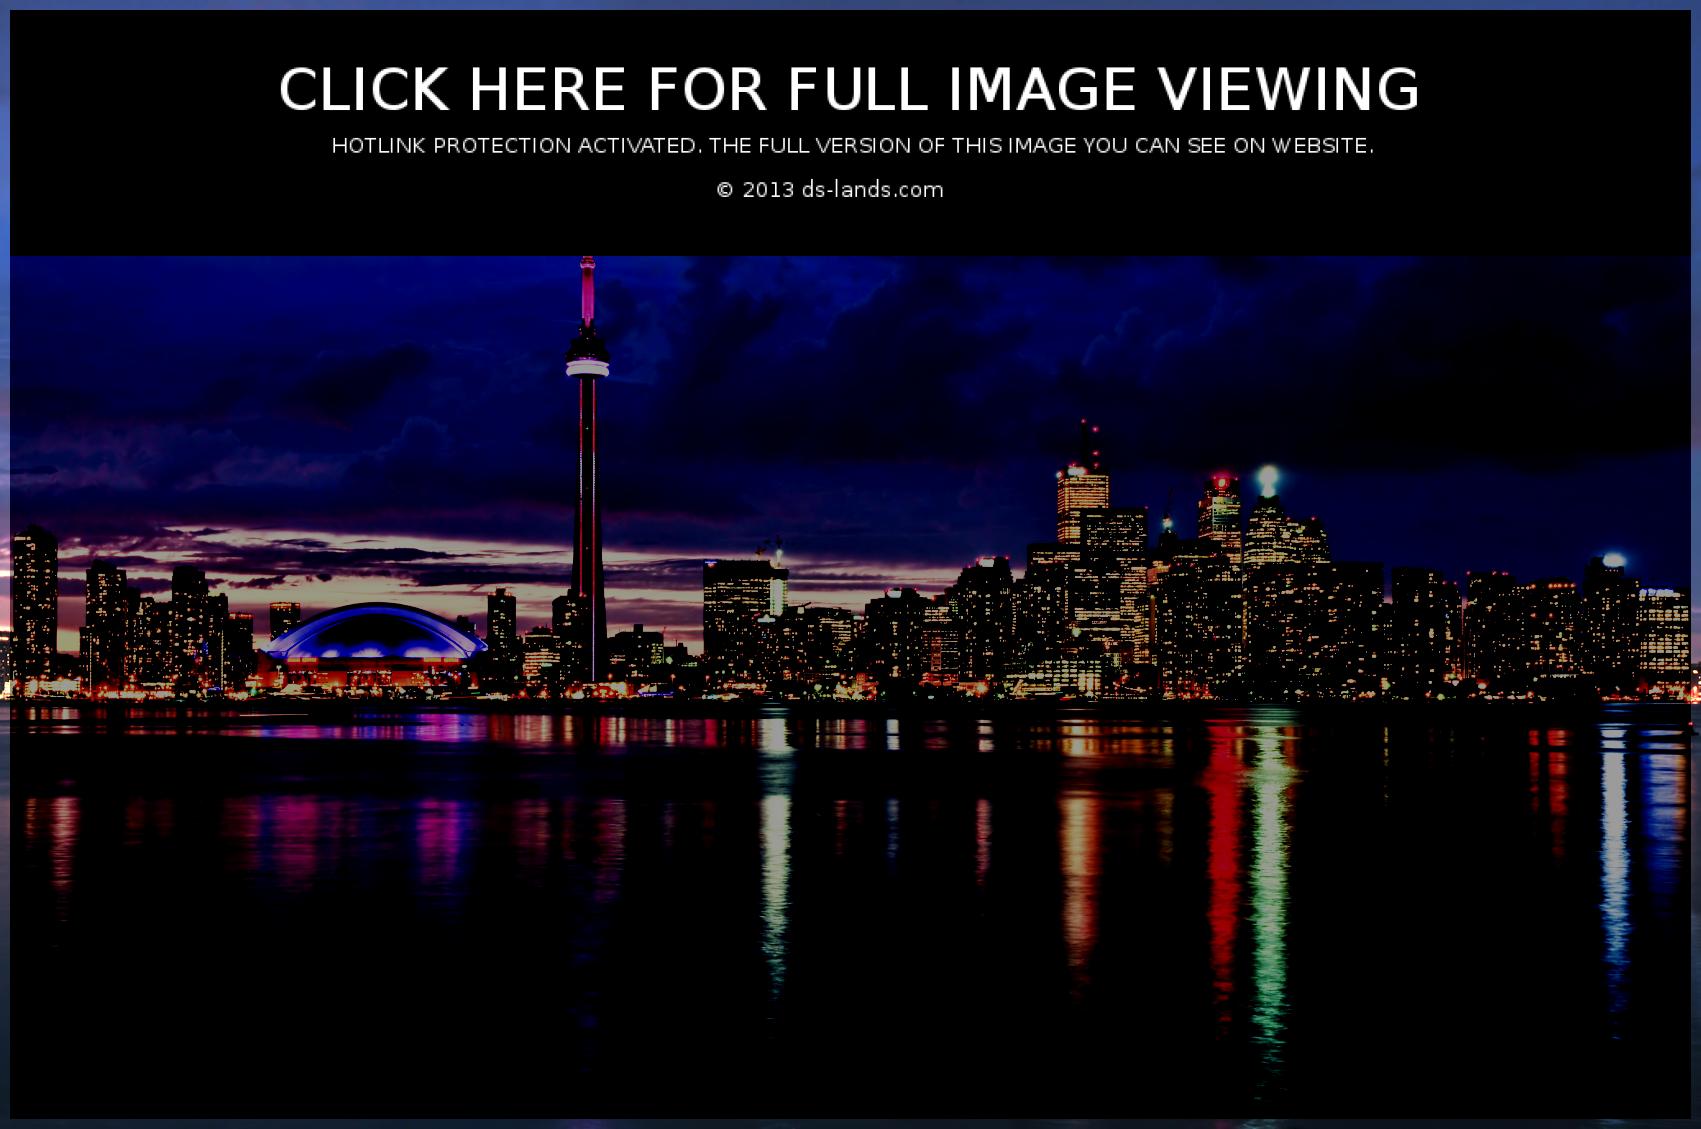 CLICK HERE FOR FULL IMAGE VIEWING
HOTLINK PROTECTION ACTIVATED. THE FULL VERSION OF THIS IMAGE YOU CAN SEE ON WEBSITE.
© 2013 ds-lands.com